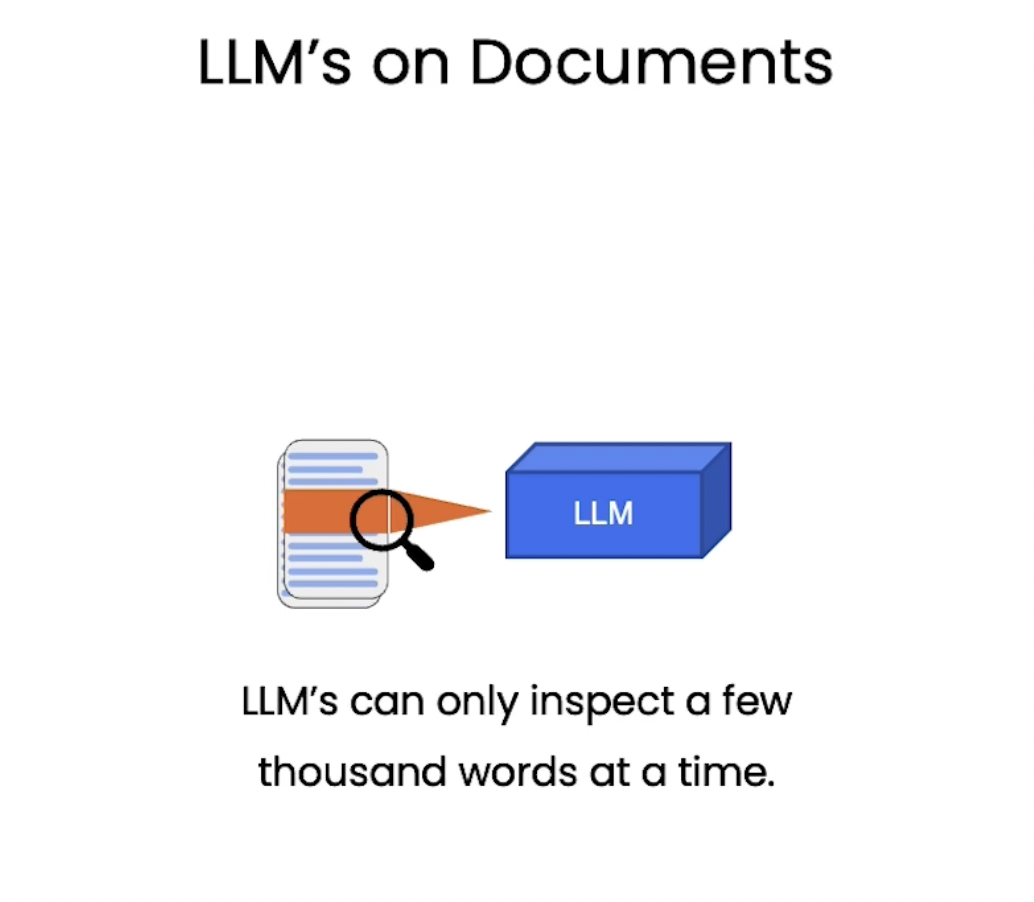 LLM’s on Documents
LLM
LLM’s can only inspect a few
thousand words at a time.